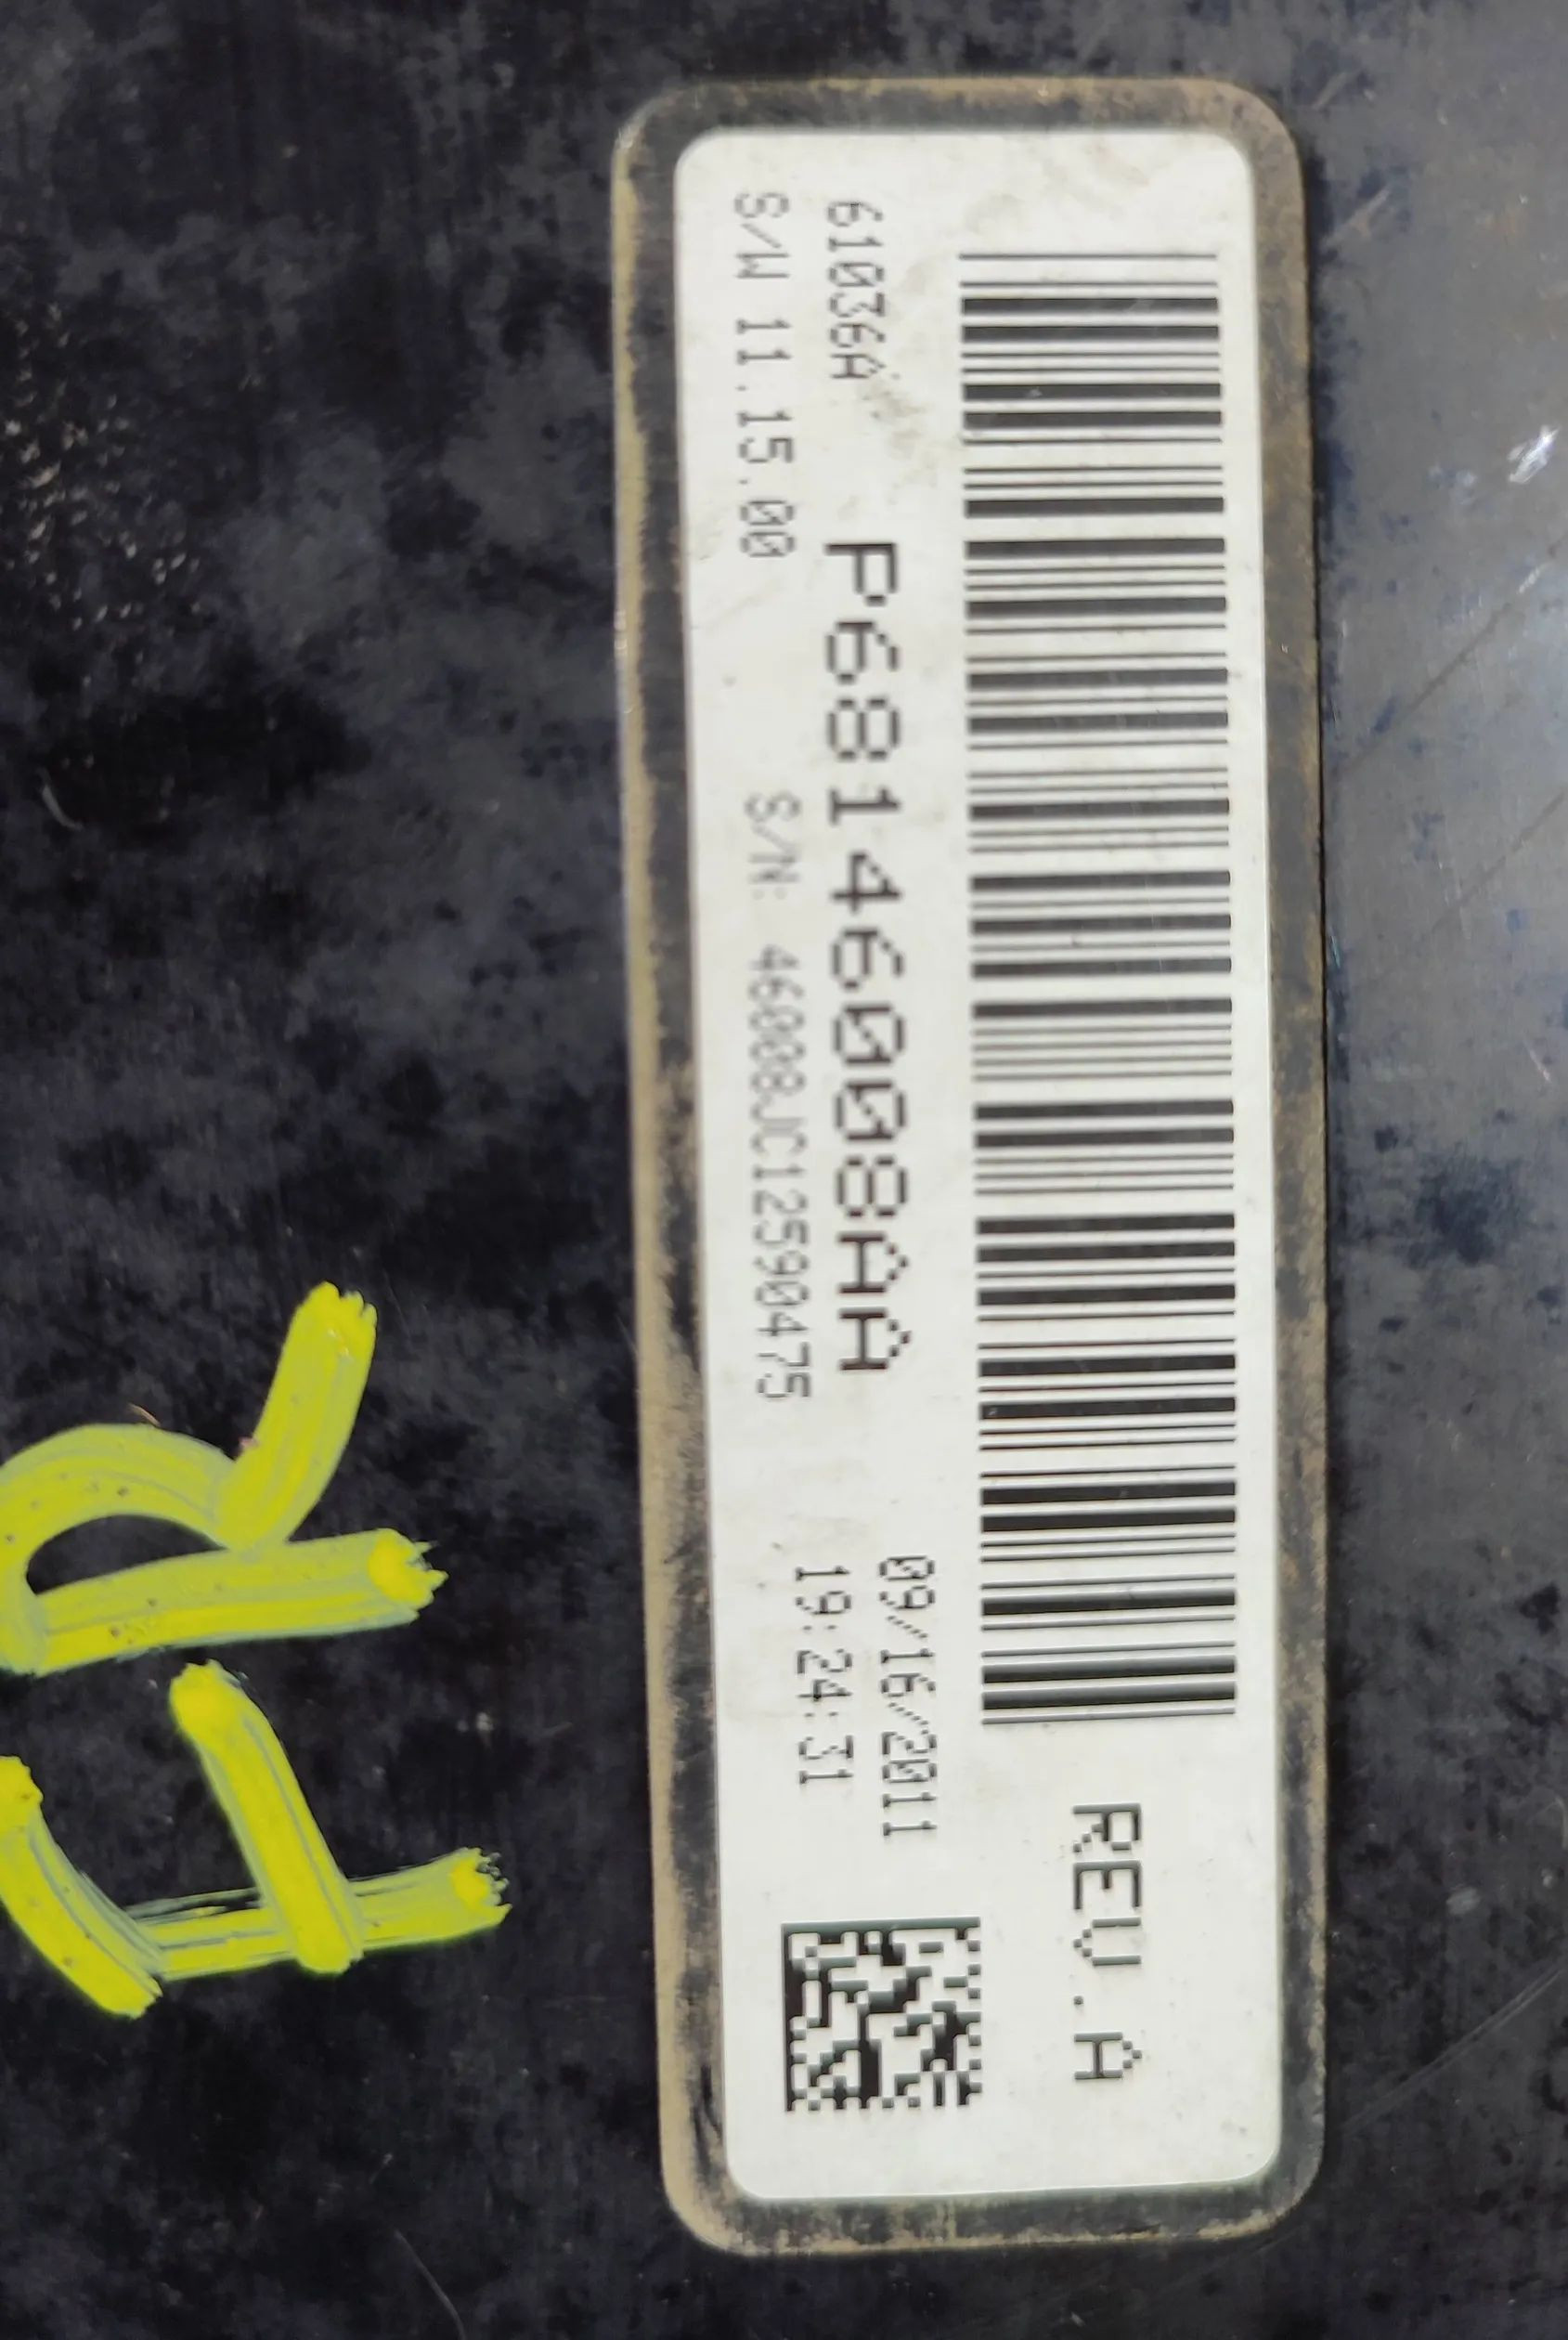 REV.A
61036A P68146008AA 09/16/2011
S/W 11.15.00 S/N: 46008JC12590475 19:24:31